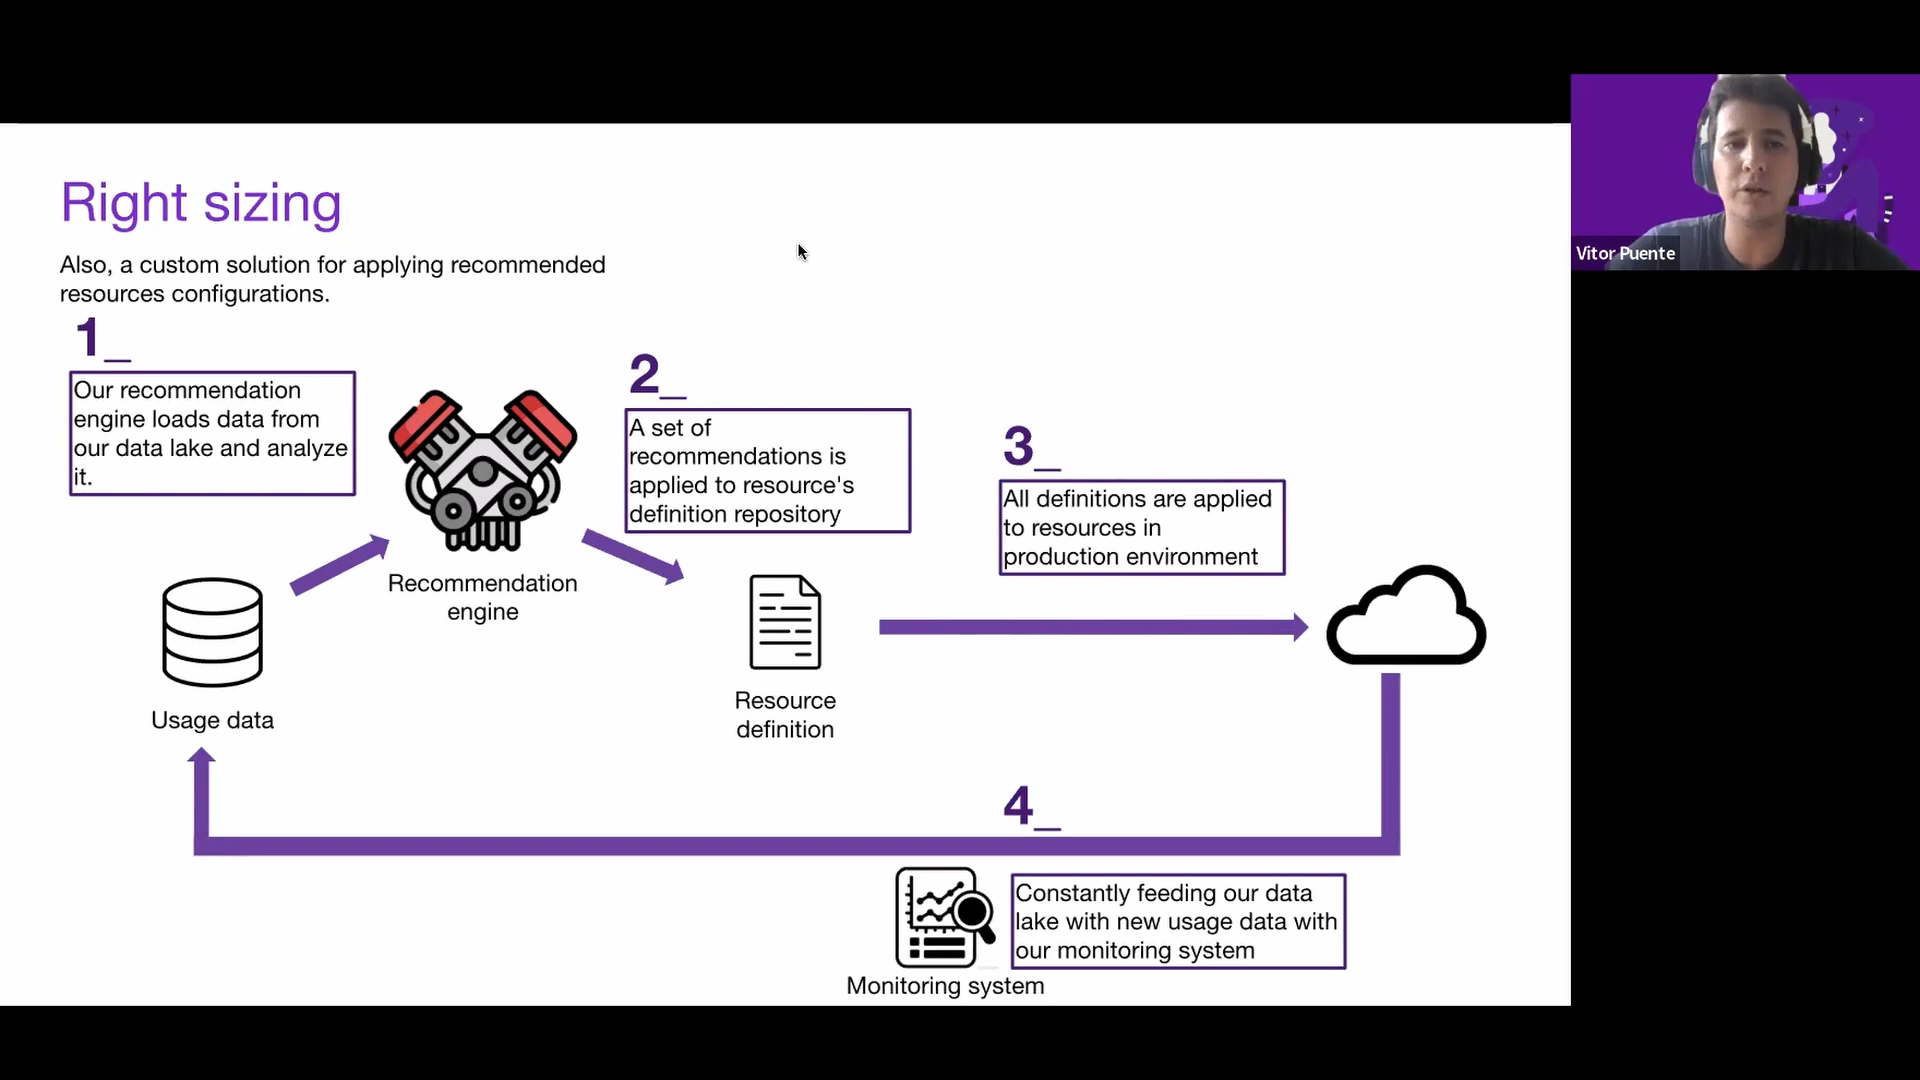 Right sizing
Also, a custom solution for applying recommended
resources configurations.
1_
Our recommendation
engine loads data from
our data lake and analyze
it.
Recommendation
engine
2_
A set of
recommendations is
applied to resource's
definition repository
3_
All definitions are applied
to resources in
production environment
Usage data
Resource
definition
4_
Constantly feeding our data
lake with new usage data with
our monitoring system
Monitoring system
Vitor Puente